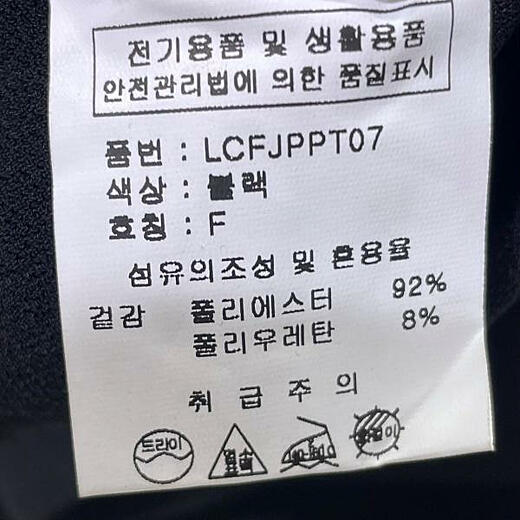 전기용품 및 생활용품
안전관리법에 의한 품질표시
품번 : LCFJPPT07
색상 : 블랙
호칭 : F
섬유의조성 및 혼용율
겉감 폴리에스터 92%
폴리우레탄 8%
취 급 주 의
드라이